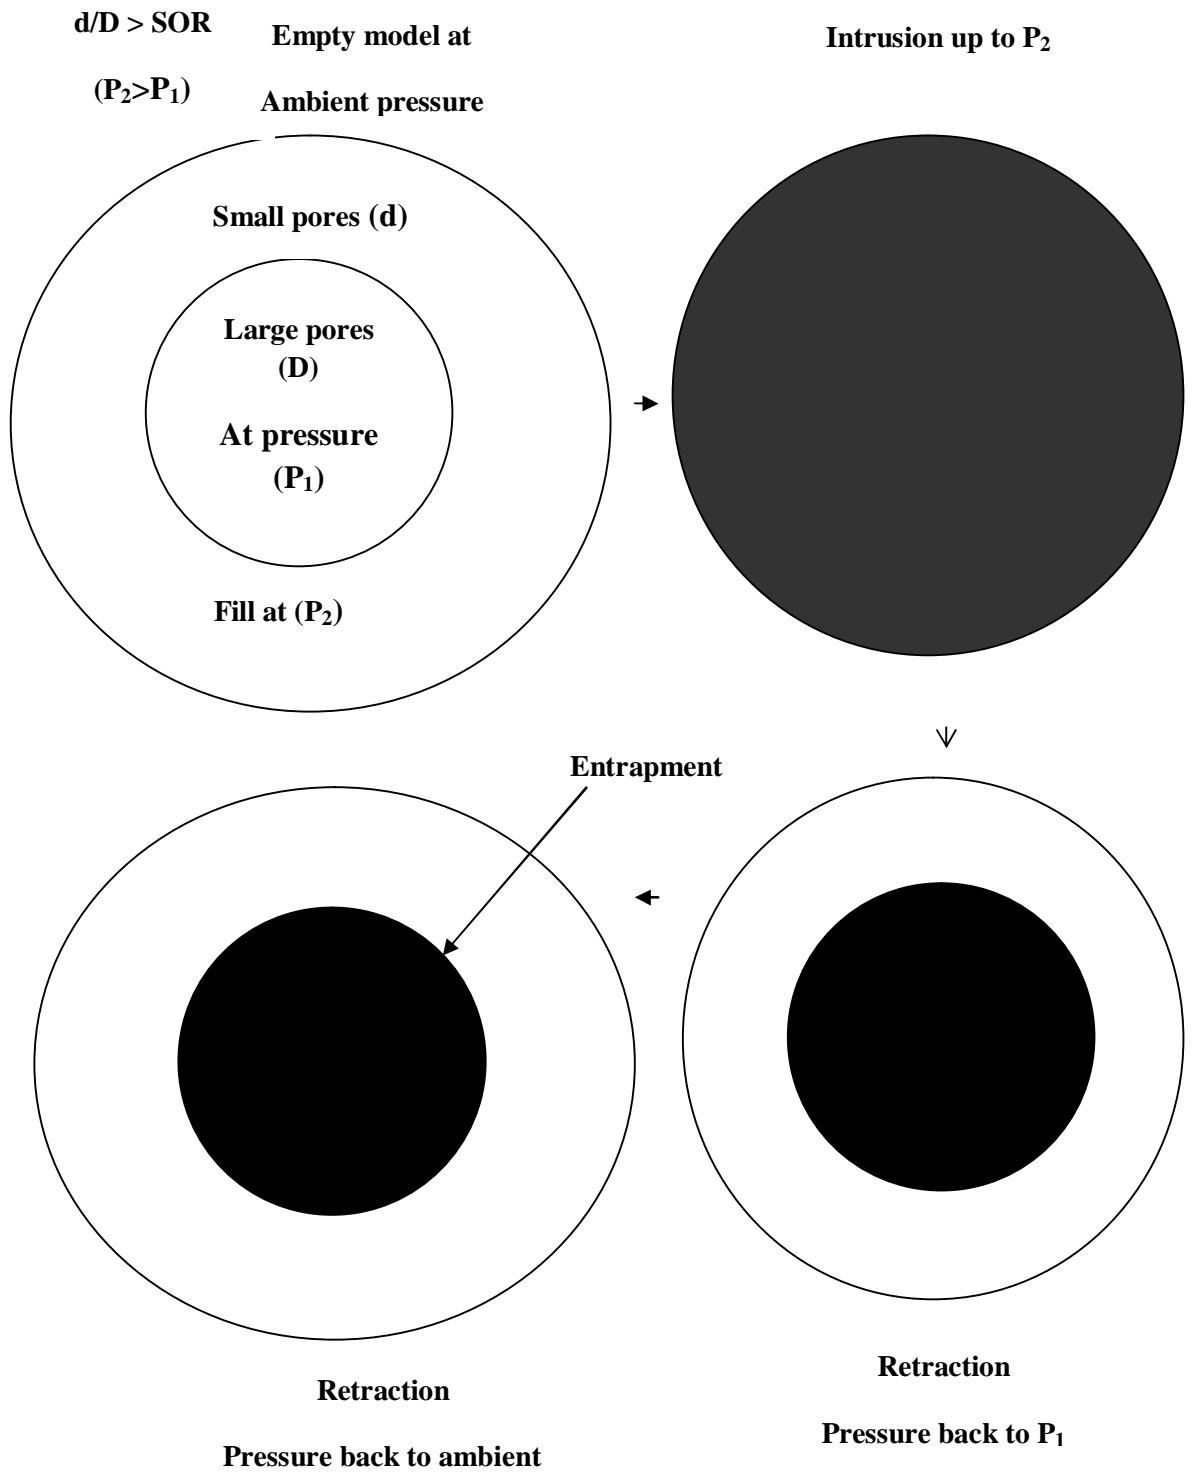 d/D > SOR
(P₂>P₁)
Empty model at
Ambient pressure
Intrusion up to P₂
Small pores (d)
Large pores
(D)
At pressure
(P₁)
Fill at (P₂)
Entrapment
Retraction
Pressure back to P₁
Retraction
Pressure back to ambient